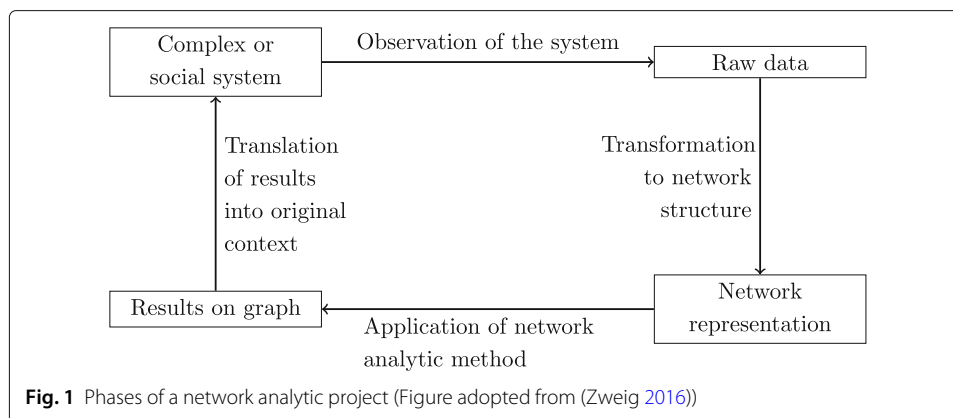 Complex or
social system
Observation of the system
Raw data
Translation
of results
into original
context
Transformation
to network
structure
Results on graph
Application of network
analytic method
Network
representation
Fig. 1 Phases of a network analytic project (Figure adopted from (Zweig 2016))